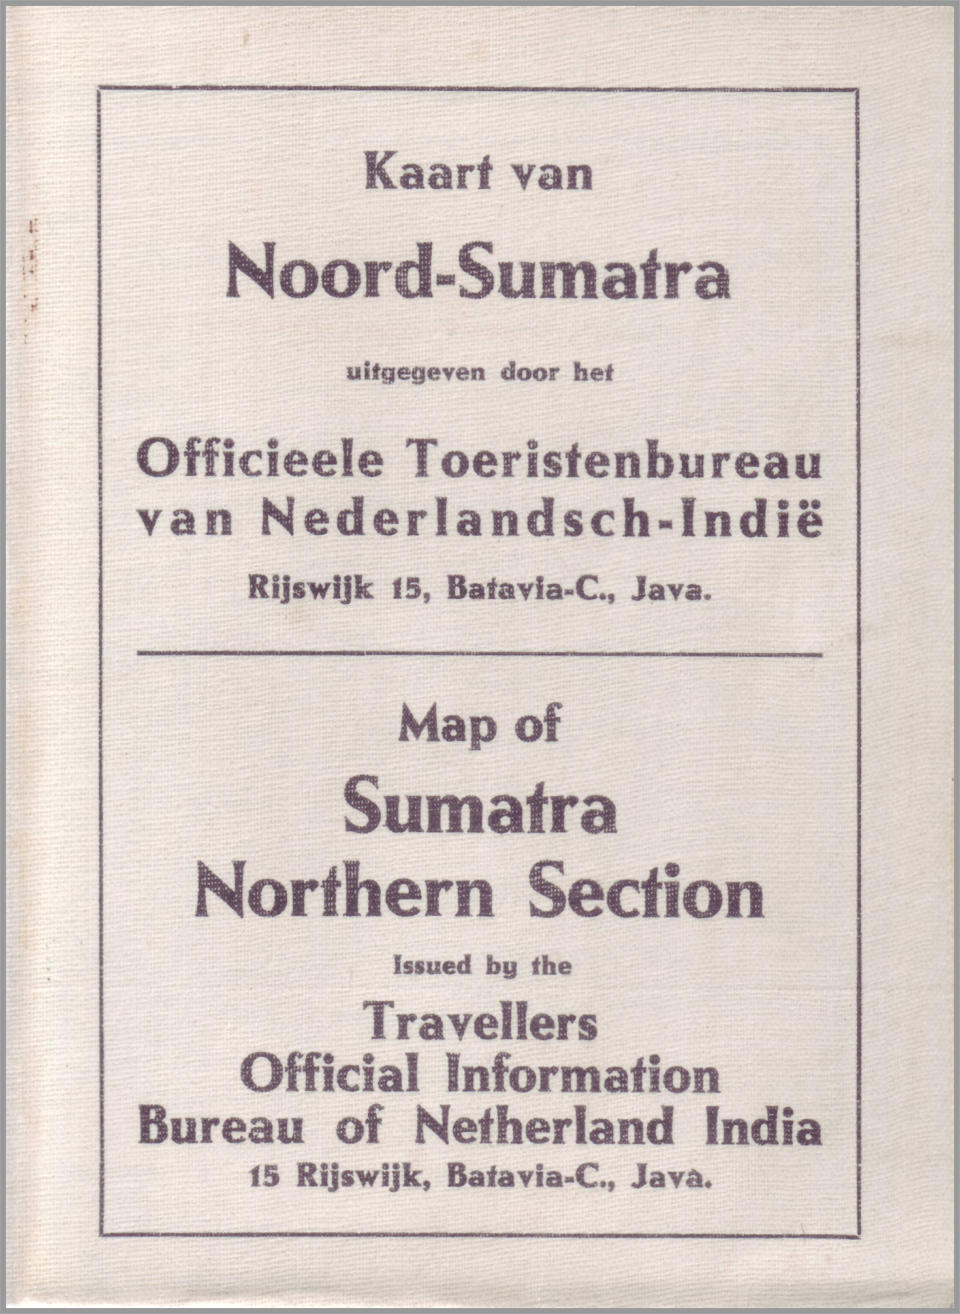 Kaart van
Noord-Sumatra
uitgegeven door het
Officieele Toeristenbureau
van Nederlandsch-Indië
Rijswijk 15, Batavia-C., Java.
Map of
Sumatra
Northern Section
Issued by the
Travellers
Official Information
Bureau of Netherland India
15 Rijswijk, Batavia-C., Java.